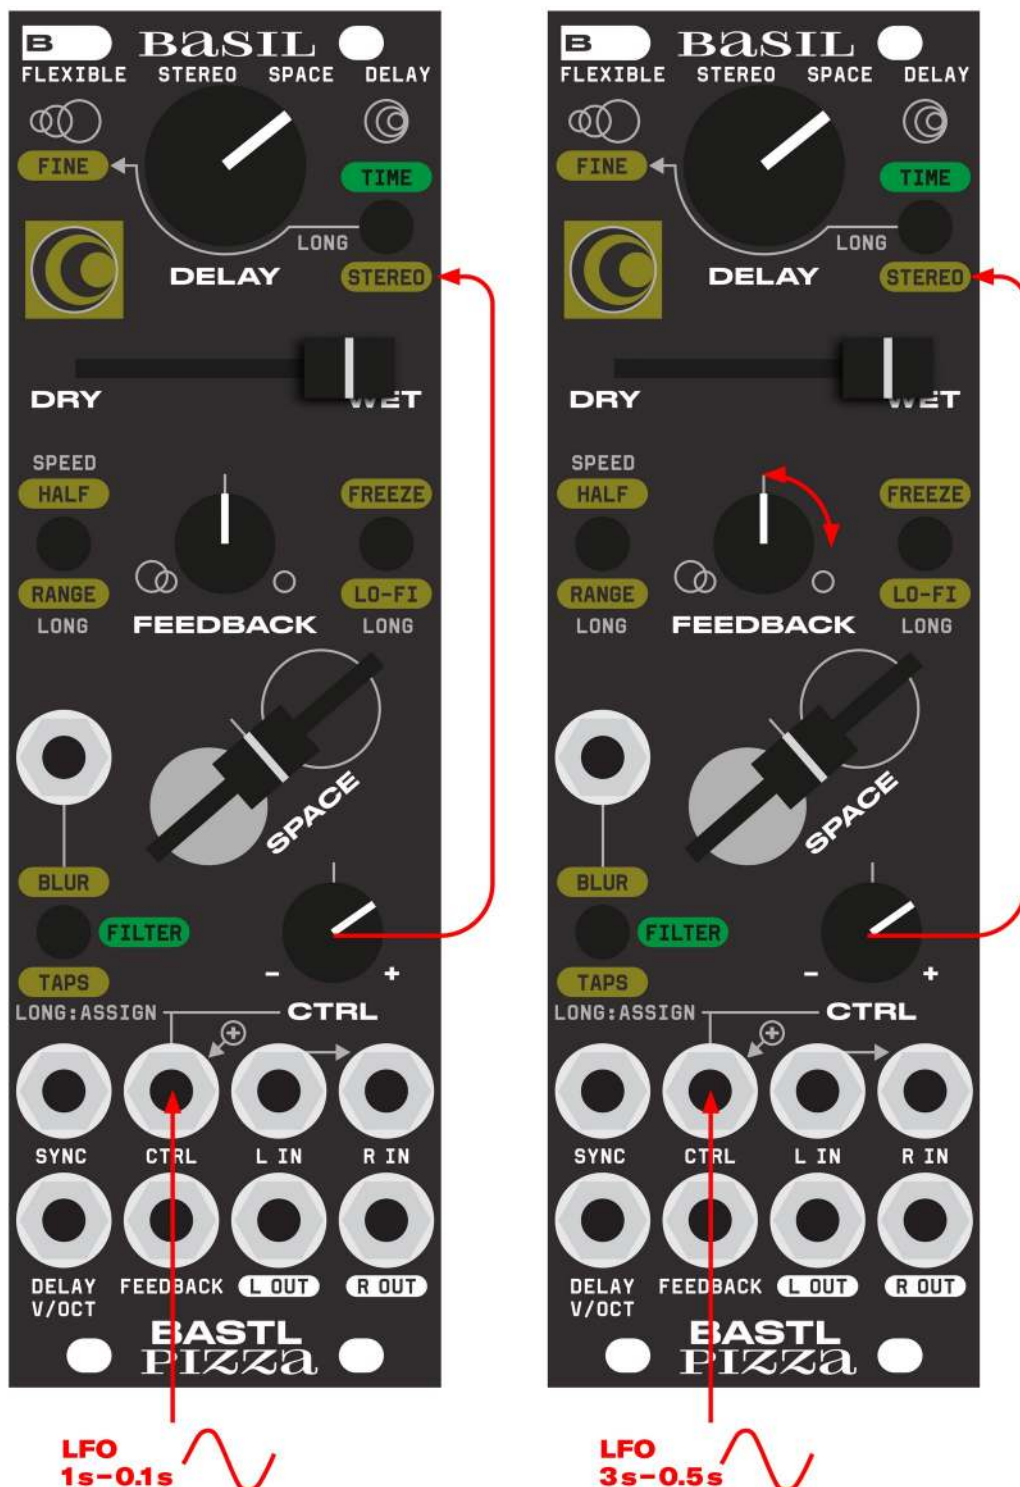 B BaSIL
FLEXIBLE STEREO SPACE DELAY
FINE
TIME
LONG
DELAY
STEREO
DRY WET
SPEED
HALF FREEZE
RANGE LO-FI
LONG FEEDBACK LONG
SPACE
BLUR
FILTER
TAPS
- +
LONG:ASSIGN CTRL
SYNC CTRL L IN R IN
DELAY V/OCT FEEDBACK L OUT R OUT
BASTL
PIZZa
LFO
1s-0.1s
B BaSIL
FLEXIBLE STEREO SPACE DELAY
FINE
TIME
LONG
DELAY
STEREO
DRY WET
SPEED
HALF FREEZE
RANGE LO-FI
LONG FEEDBACK LONG
SPACE
BLUR
FILTER
TAPS
- +
LONG:ASSIGN CTRL
SYNC CTRL L IN R IN
DELAY V/OCT FEEDBACK L OUT R OUT
BASTL
PIZZa
LFO
3s-0.5s